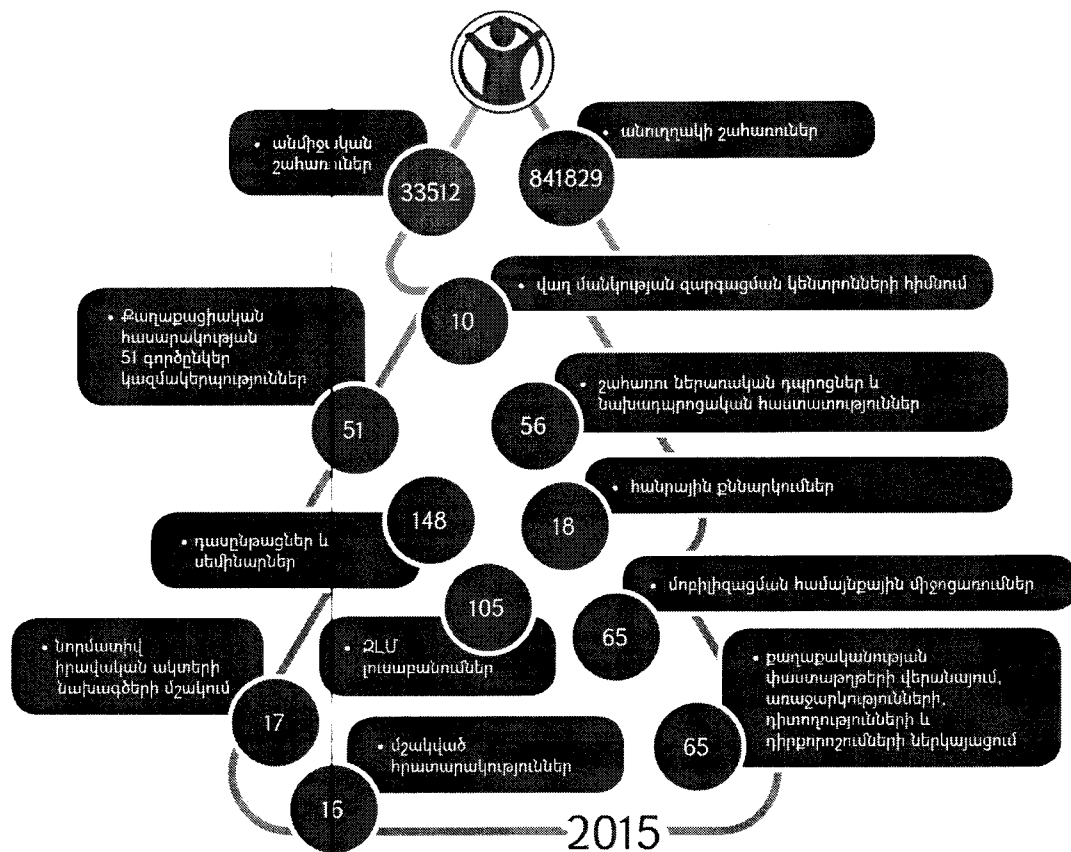 • անմիջական
շահառուներ
33512
• անուղղակի շահառուներ
841829
• վաղ մանկության զարգացման կենտրոնների հիմնում
10
• Քաղաքացիական
հասարակության
51 գործընկեր
կազմակերպություններ
51
• շահառու ներառական դպրոցներ և
նախադպրոցական հաստատություններ
56
• հանրային քննարկումներ
18
• դասընթացներ և
սեմինարներ
148
• մոբիլիզացման համայնքային միջոցառումներ
65
• ԶԼՄ
լուսաբանումներ
105
• նորմատիվ
իրավական ակտերի
նախագծերի մշակում
17
• քաղաքականության
փաստաթղթերի վերանայում,
առաջարկությունների,
դիտողությունների և
դիրքորոշումների ներկայացում
65
• մշակված
հրատարակություններ
16
2015